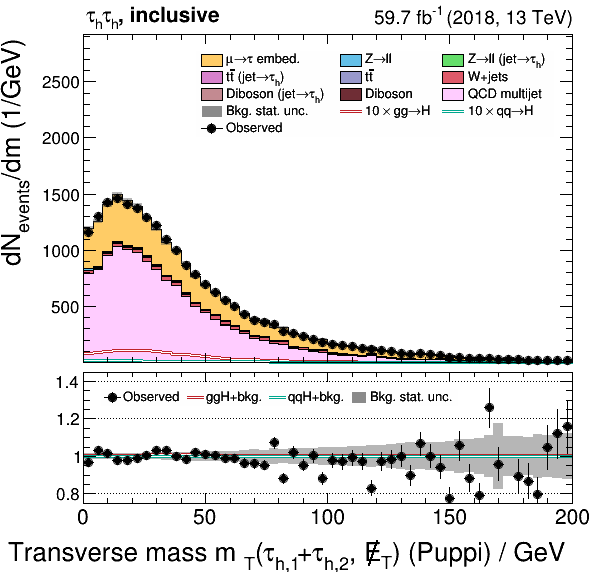 τhτh, inclusive
59.7 fb⁻¹ (2018, 13 TeV)
μ→τ embed.
Z→ll
Z→ll (jet→τh)
tt̄ (jet→τh)
tt̄
W+jets
Diboson (jet→τh)
Diboson
QCD multijet
Bkg. stat. unc.
10 × gg→H
10 × qq→H
Observed
dNevents/dm (1/GeV)
2500
2000
1500
1000
500
Observed
ggH+bkg.
qqH+bkg.
Bkg. stat. unc.
1.4
1.2
1
0.8
0
50
100
150
200
Transverse mass m T(τh,1+τh,2, E̸T) (Puppi) / GeV